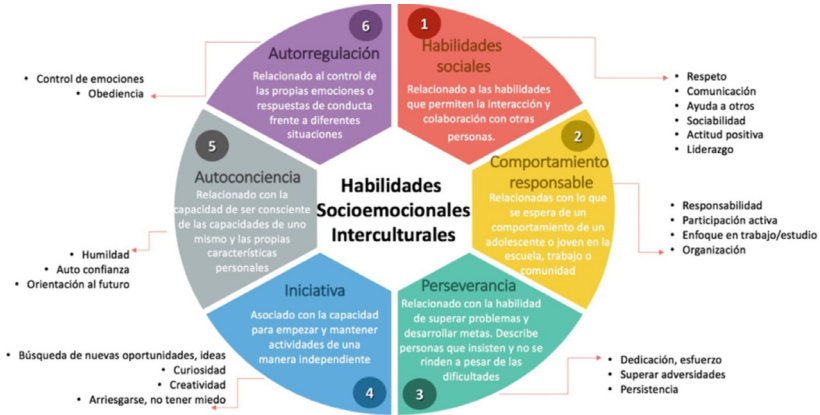 Habilidades
Socioemocionales
Interculturales
1
Habilidades
sociales
Relacionado a las habilidades
que permiten la interacción y
colaboración con otras
personas.
• Respeto
• Comunicación
• Ayuda a otros
• Sociabilidad
• Actitud positiva
• Liderazgo
2
Comportamiento
responsable
Relacionadas con lo que
se espera de un
comportamiento de un
adolescente o joven en la
escuela, trabajo o
comunidad
• Responsabilidad
• Participación activa
• Enfoque en trabajo/estudio
• Organización
3
Perseverancia
Relacionado con la habilidad
de superar problemas y
desarrollar metas. Describe
personas que insisten y no se
rinden a pesar de las
dificultades
• Dedicación, esfuerzo
• Superar adversidades
• Persistencia
4
Iniciativa
Asociado con la capacidad
para empezar y mantener
actividades de una
manera independiente
• Búsqueda de nuevas oportunidades, ideas
• Curiosidad
• Creatividad
• Arriesgarse, no tener miedo
5
Autoconciencia
Relacionado con la
capacidad de ser consciente
de las capacidades de uno
mismo y las propias
características
personales
• Humildad
• Auto confianza
• Orientación al futuro
6
Autorregulación
Relacionado al control de
las propias emociones o
respuestas de conducta
frente a diferentes
situaciones
• Control de emociones
• Obediencia